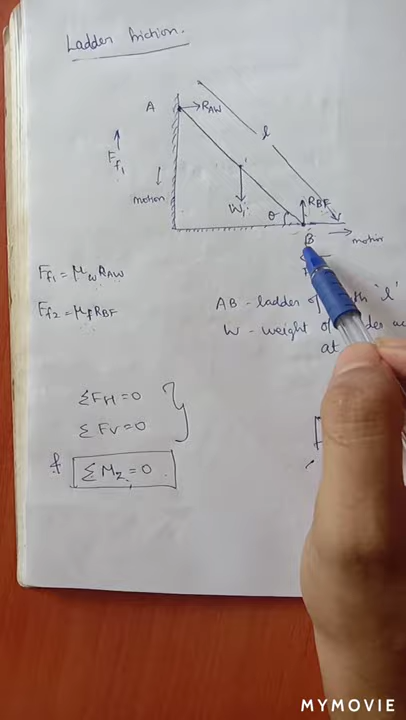 Ladder friction.
A
RAW
l
Ff1
motion
W
θ
RBF
B
motion
Ff1 = μw RAW
Ff2 = μf RBF
AB - ladder of 'l'
W - weight of
at
ΣFH = 0
ΣFV = 0
& ΣMz = 0
MYMOVIE